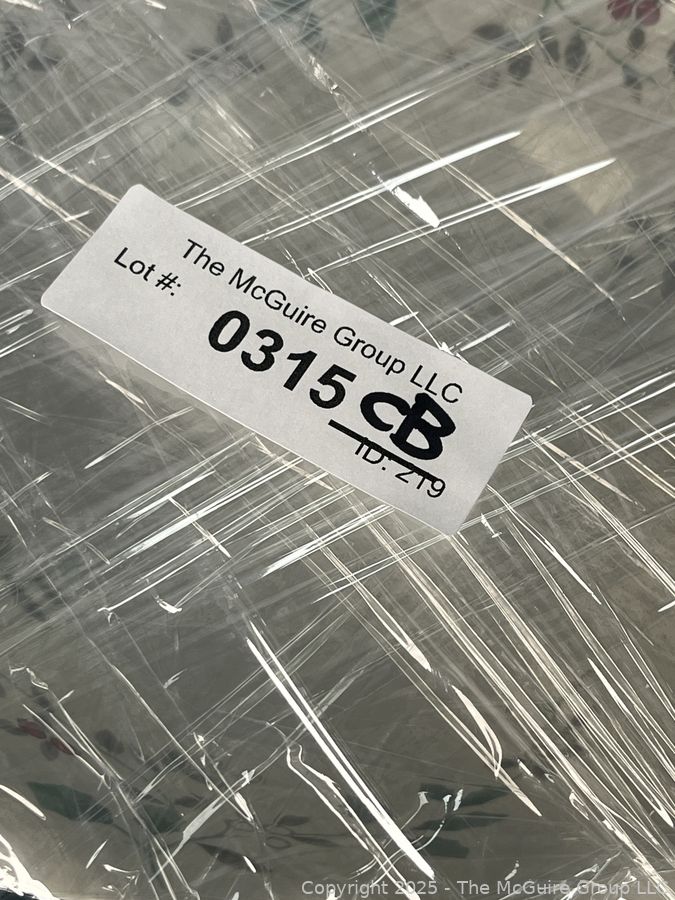 The McGuire Group LLC
Lot #:
0315 CB
ID: 219
Copyright 2025 - The McGuire Group LLC